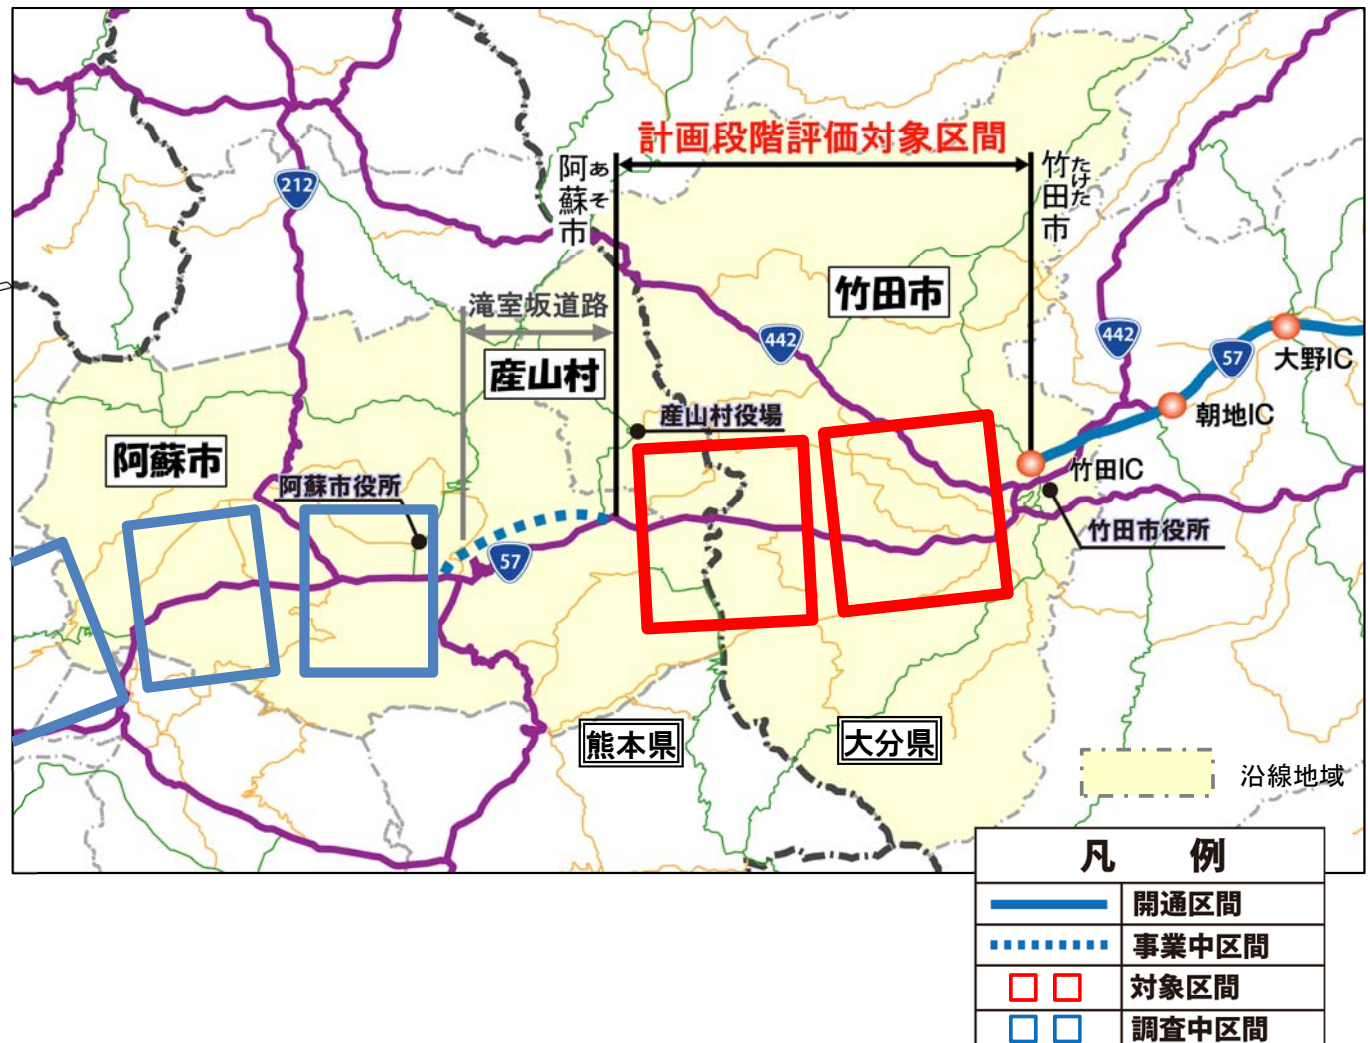 計画段階評価対象区間
阿蘇市
あそ
竹田市
たけた
212
滝室坂道路
竹田市
442
442
57
大野IC
産山村
朝地IC
産山村役場
阿蘇市
竹田IC
阿蘇市役所
竹田市役所
57
熊本県
大分県
沿線地域
凡 例
開通区間
事業中区間
対象区間
調査中区間